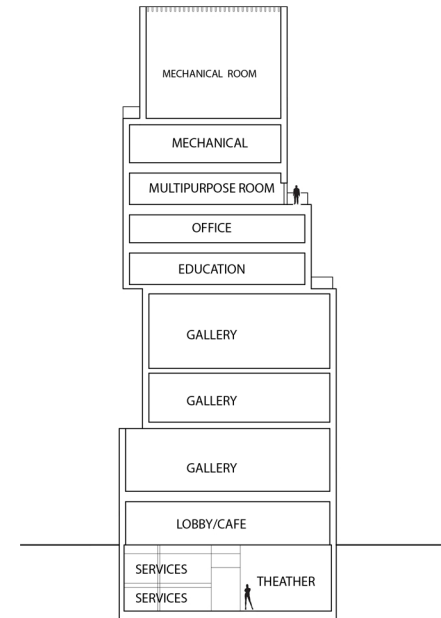 MECHANICAL ROOM
MECHANICAL
MULTIPURPOSE ROOM
OFFICE
EDUCATION
GALLERY
GALLERY
GALLERY
LOBBY/CAFE
SERVICES
THEATHER
SERVICES